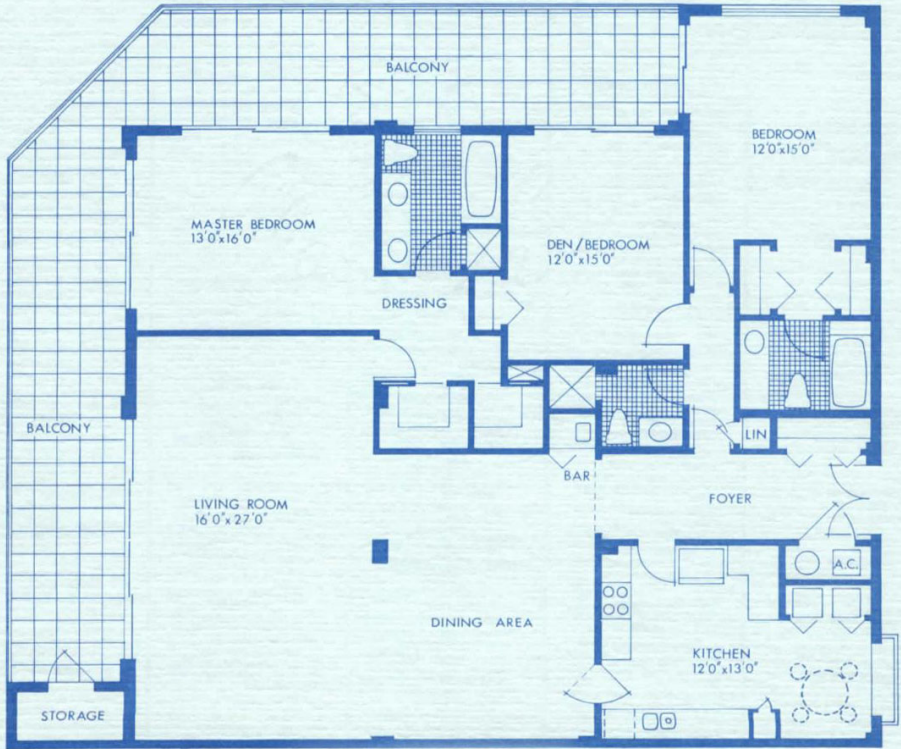 BALCONY
BEDROOM
12'0"x15'0"
MASTER BEDROOM
13'0"x16'0"
DEN/BEDROOM
12'0"x15'0"
DRESSING
BALCONY
LIN
BAR
FOYER
LIVING ROOM
16'0"x27'0"
A.C.
DINING AREA
KITCHEN
12'0"x13'0"
STORAGE